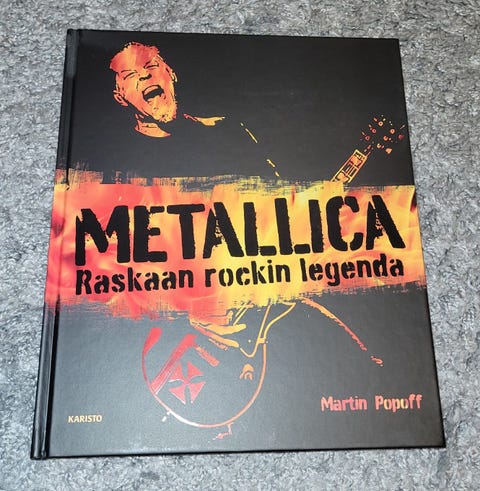 METALLICA
Raskaan rockin legenda
Martin Popoff
KARISTO